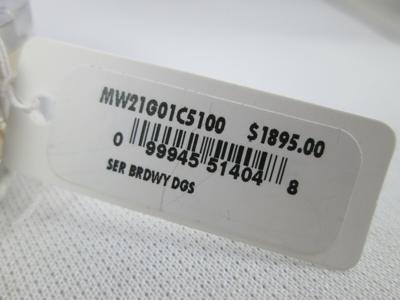 MW21G01C5100 $1895.00
0 99945 51404 8
SER BRDWY DGS